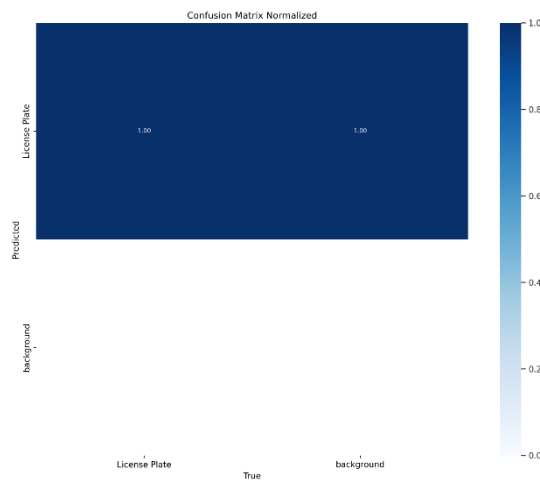 Confusion Matrix Normalized
1.0
0.8
0.6
0.4
0.2
0.0
License Plate
1.00
1.00
Predicted
background
License Plate
background
True